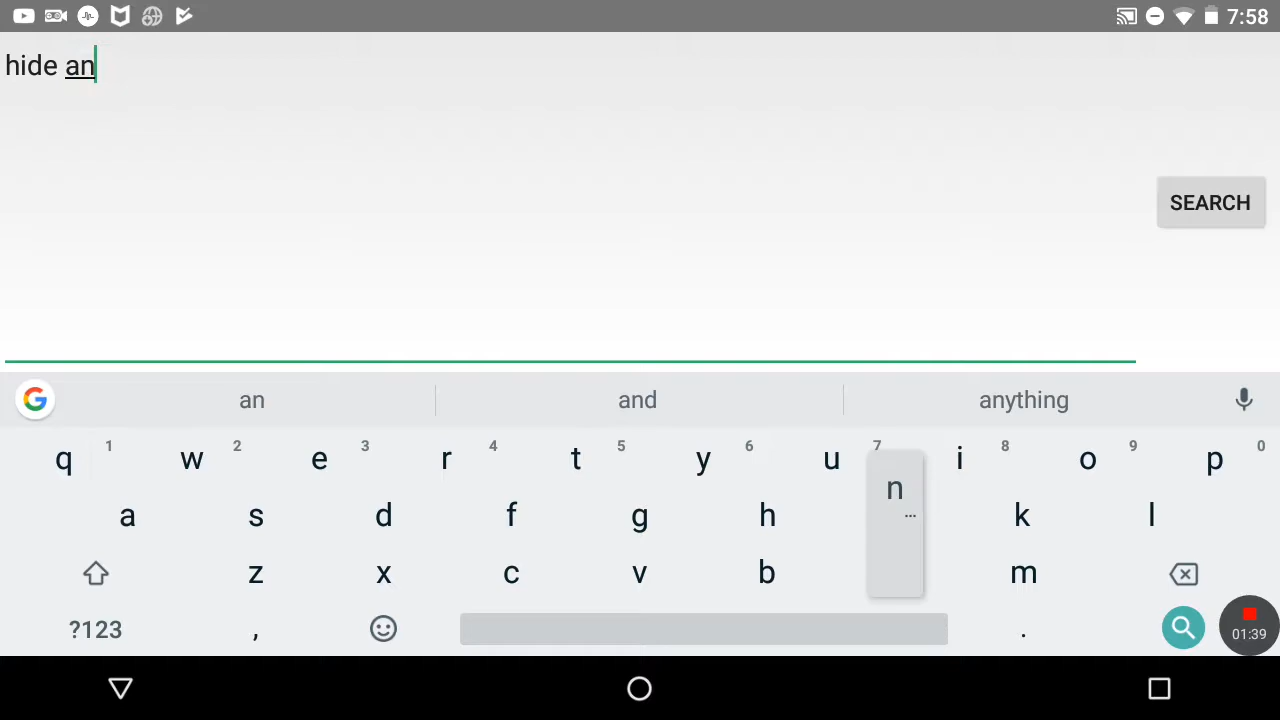 7:58
hide an
SEARCH
an and anything
1 2 3 4 5 6 7 8 9 0
q w e r t y u i o p
n
...
a s d f g h k l
z x c v b m
?123 , .
01:39